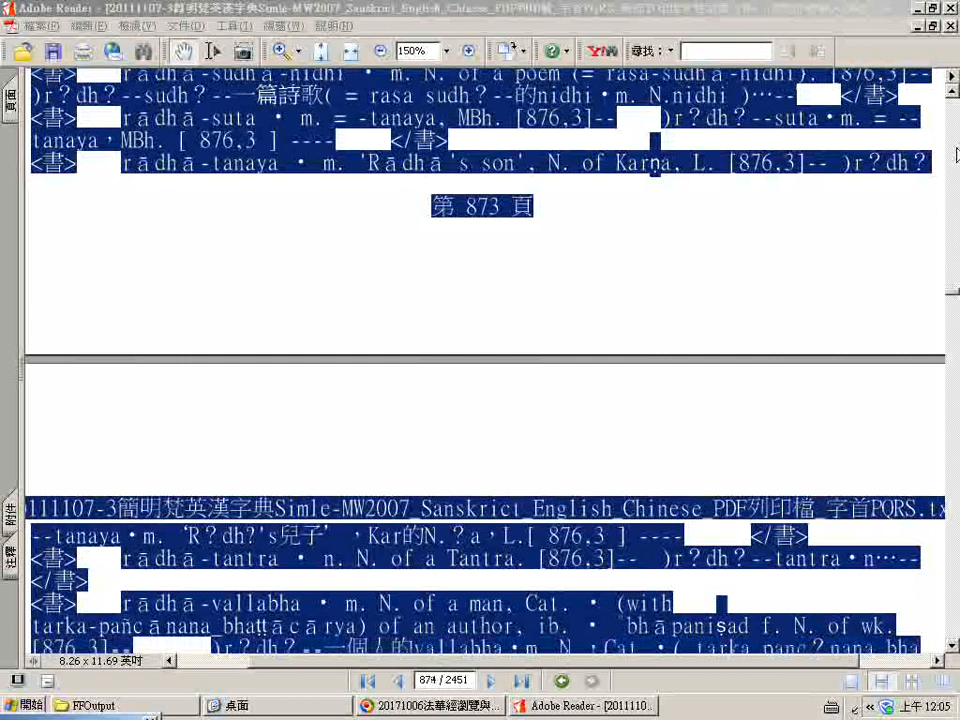 Adobe Reader - [20111107-3簡明梵英漢字典Simle-MW2007_Sanskrit_English_Chinese_PDF列印檔_字首PQRS
檔案(F) 編輯(E) 檢視(V) 文件(D) 工具(T) 視窗(W) 說明(H)
150% Y! 尋找：
頁面
附件
註釋
<書> rādhā-sudhā-nidhi · m. N. of a poem (= rasa-sudhā-nidhi). [876,3]--
)r？dh？--sudh？--一篇詩歌( = rasa sudh？--的nidhi·m. N.nidhi )…-- </書>
<書> rādhā-suta · m. = -tanaya, MBh. [876,3]-- )r？dh？--suta·m. = --
tanaya，MBh. [ 876,3 ] ---- </書>
<書> rādhā-tanaya · m. 'Rādhā's son', N. of Karṇa, L. [876,3]-- )r？dh？
第 873 頁
111107-3簡明梵英漢字典Simle-MW2007_Sanskrict_English_Chinese_PDF列印檔_字首PQRS.tx
--tanaya·m. ‘R？dh?'s兒子’，Kar的N.？a，L.[ 876,3 ] ---- </書>
<書> rādhā-tantra · n. N. of a Tantra. [876,3]-- )r？dh？--tantra·n…--
</書>
<書> rādhā-vallabha · m. N. of a man, Cat. · (with
tarka-pañcānana_bhaṭṭācārya) of an author, ib. · °bhāpaniṣad f. N. of wk.
[876,3]-- )r？dh？--一個人的vallabha·m. N.，Cat.·( tarka pañc？nana bha
8.26 x 11.69 英吋
874 / 2451
開始 FFOutput 桌面 20171006法華經瀏覽與... Adobe Reader - [2011110... 上午 12:05